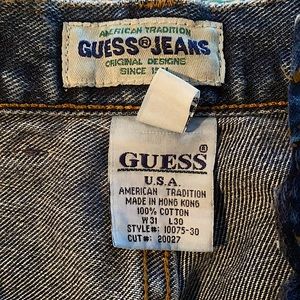 AMERICAN TRADITION
GUESS® JEANS
ORIGINAL DESIGNS
SINCE
GUESS®
U.S.A.
AMERICAN TRADITION
MADE IN HONG KONG
100% COTTON
W31 L30
STYLE#: 10075-30
CUT#: 20027